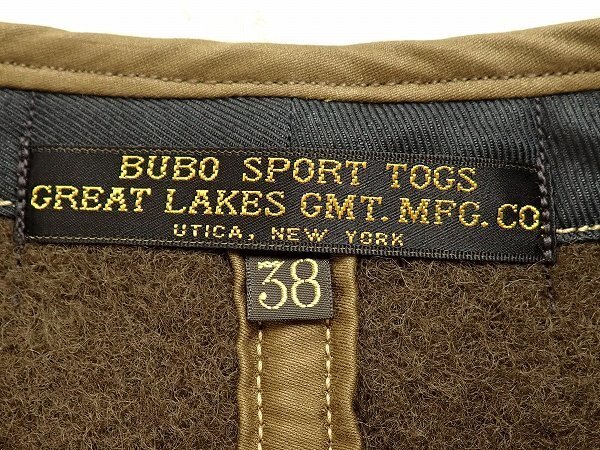 BUBO SPORT TOGS
GREAT LAKES GMT. MFG. CO
UTICA, NEW YORK
38